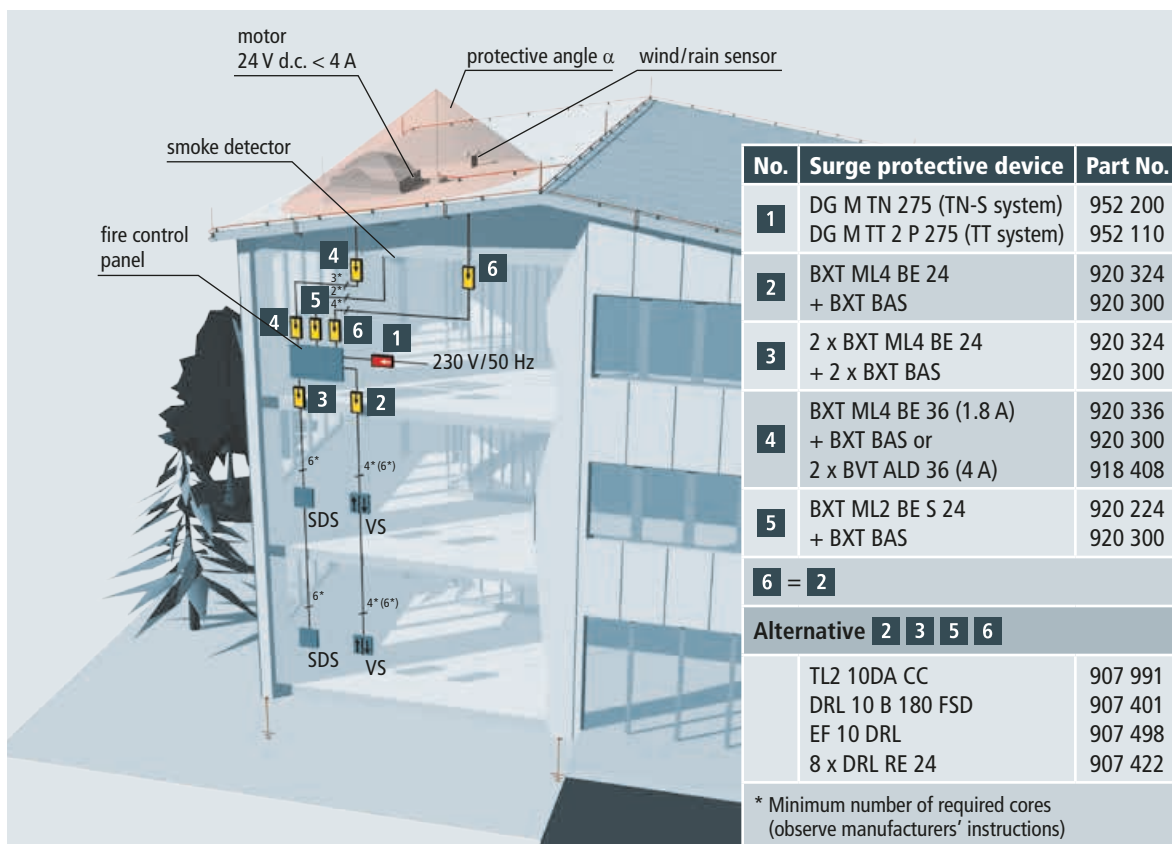 motor
24 V d.c. < 4 A
protective angle α
wind/rain sensor
smoke detector
fire control
panel
4
6
3*
2*
4*
5
4
6
1
230 V/50 Hz
3
2
6*
4* (6*)
SDS
VS
6*
4* (6*)
SDS
VS
No. Surge protective device Part No.
1 DG M TN 275 (TN-S system) 952 200
DG M TT 2 P 275 (TT system) 952 110
2 BXT ML4 BE 24 920 324
+ BXT BAS 920 300
3 2 x BXT ML4 BE 24 920 324
+ 2 x BXT BAS 920 300
4 BXT ML4 BE 36 (1.8 A) 920 336
+ BXT BAS or 920 300
2 x BVT ALD 36 (4 A) 918 408
5 BXT ML2 BE S 24 920 224
+ BXT BAS 920 300
6 = 2
Alternative 2 3 5 6
TL2 10DA CC 907 991
DRL 10 B 180 FSD 907 401
EF 10 DRL 907 498
8 x DRL RE 24 907 422
* Minimum number of required cores
(observe manufacturers' instructions)